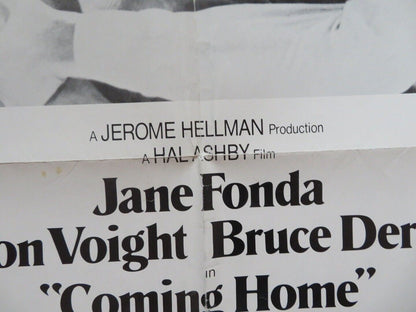 A JEROME HELLMAN Production
A HAL ASHBY Film
Jane Fonda
on Voight Bruce Der
in
"Coming Home"